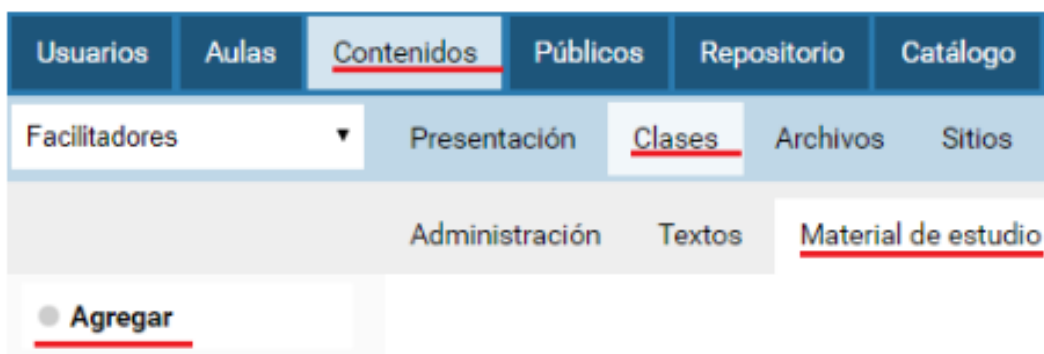 Usuarios Aulas Contenidos Públicos Repositorio Catálogo
Facilitadores Presentación Clases Archivos Sitios
Administración Textos Material de estudio
Agregar